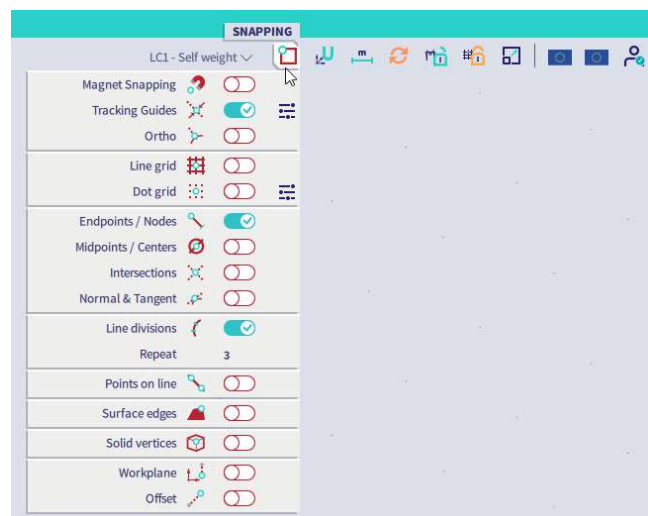 SNAPPING
LC1 - Self weight
m
Magnet Snapping
Tracking Guides
Ortho
Line grid
Dot grid
Endpoints / Nodes
Midpoints / Centers
Intersections
Normal & Tangent
Line divisions
Repeat 3
Points on line
Surface edges
Solid vertices
Workplane
Offset